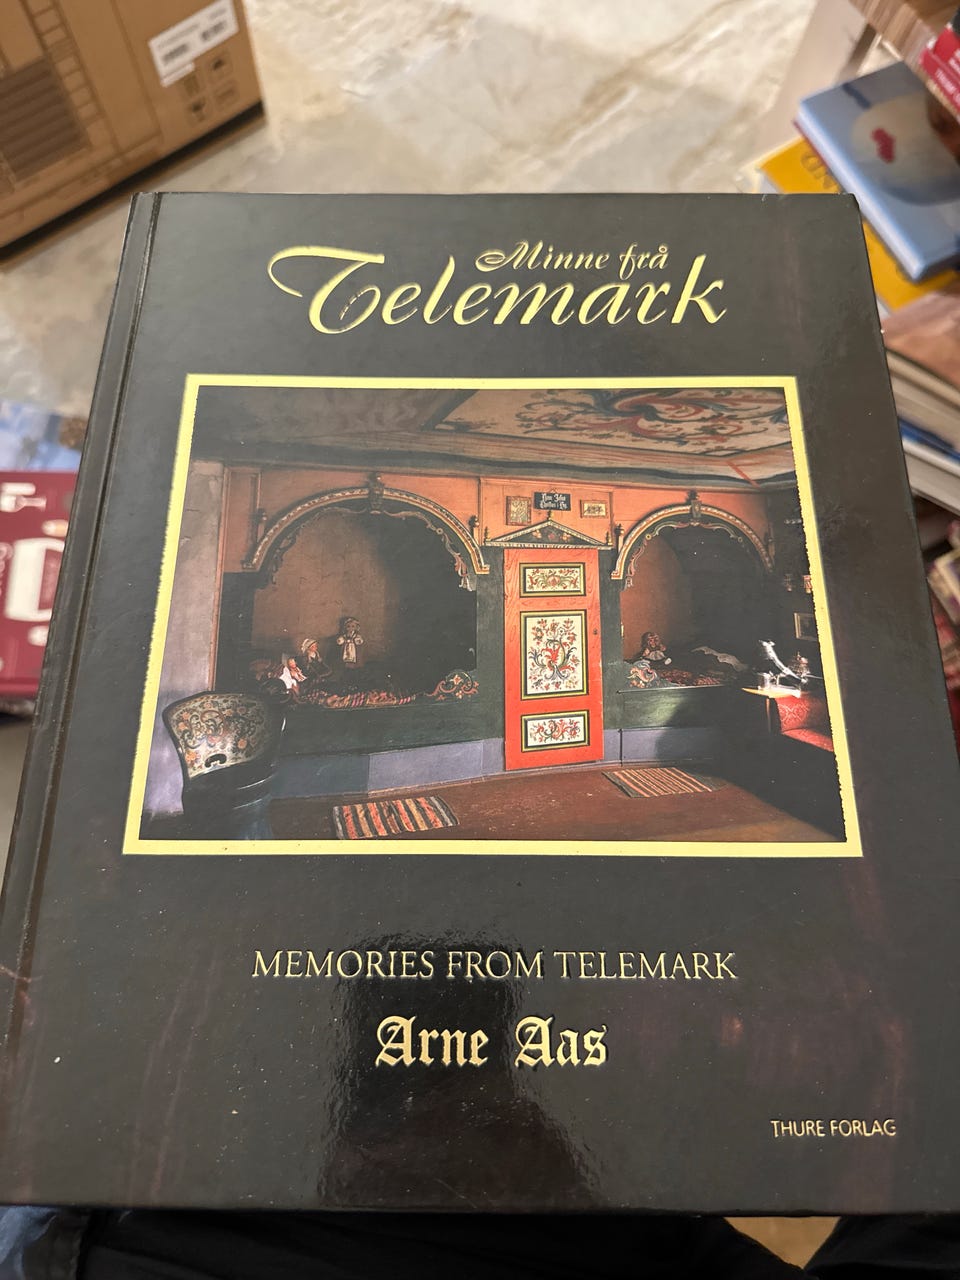 Minne frå
Telemark
MEMORIES FROM TELEMARK
Arne Aas
THURE FORLAG